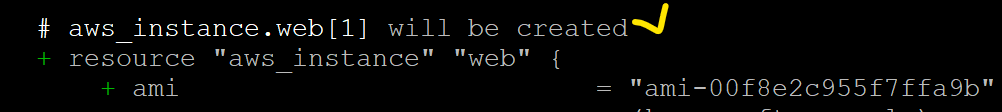 # aws_instance.web[1] will be created
+ resource "aws_instance" "web" {
+ ami = "ami-00f8e2c955f7ffa9b"